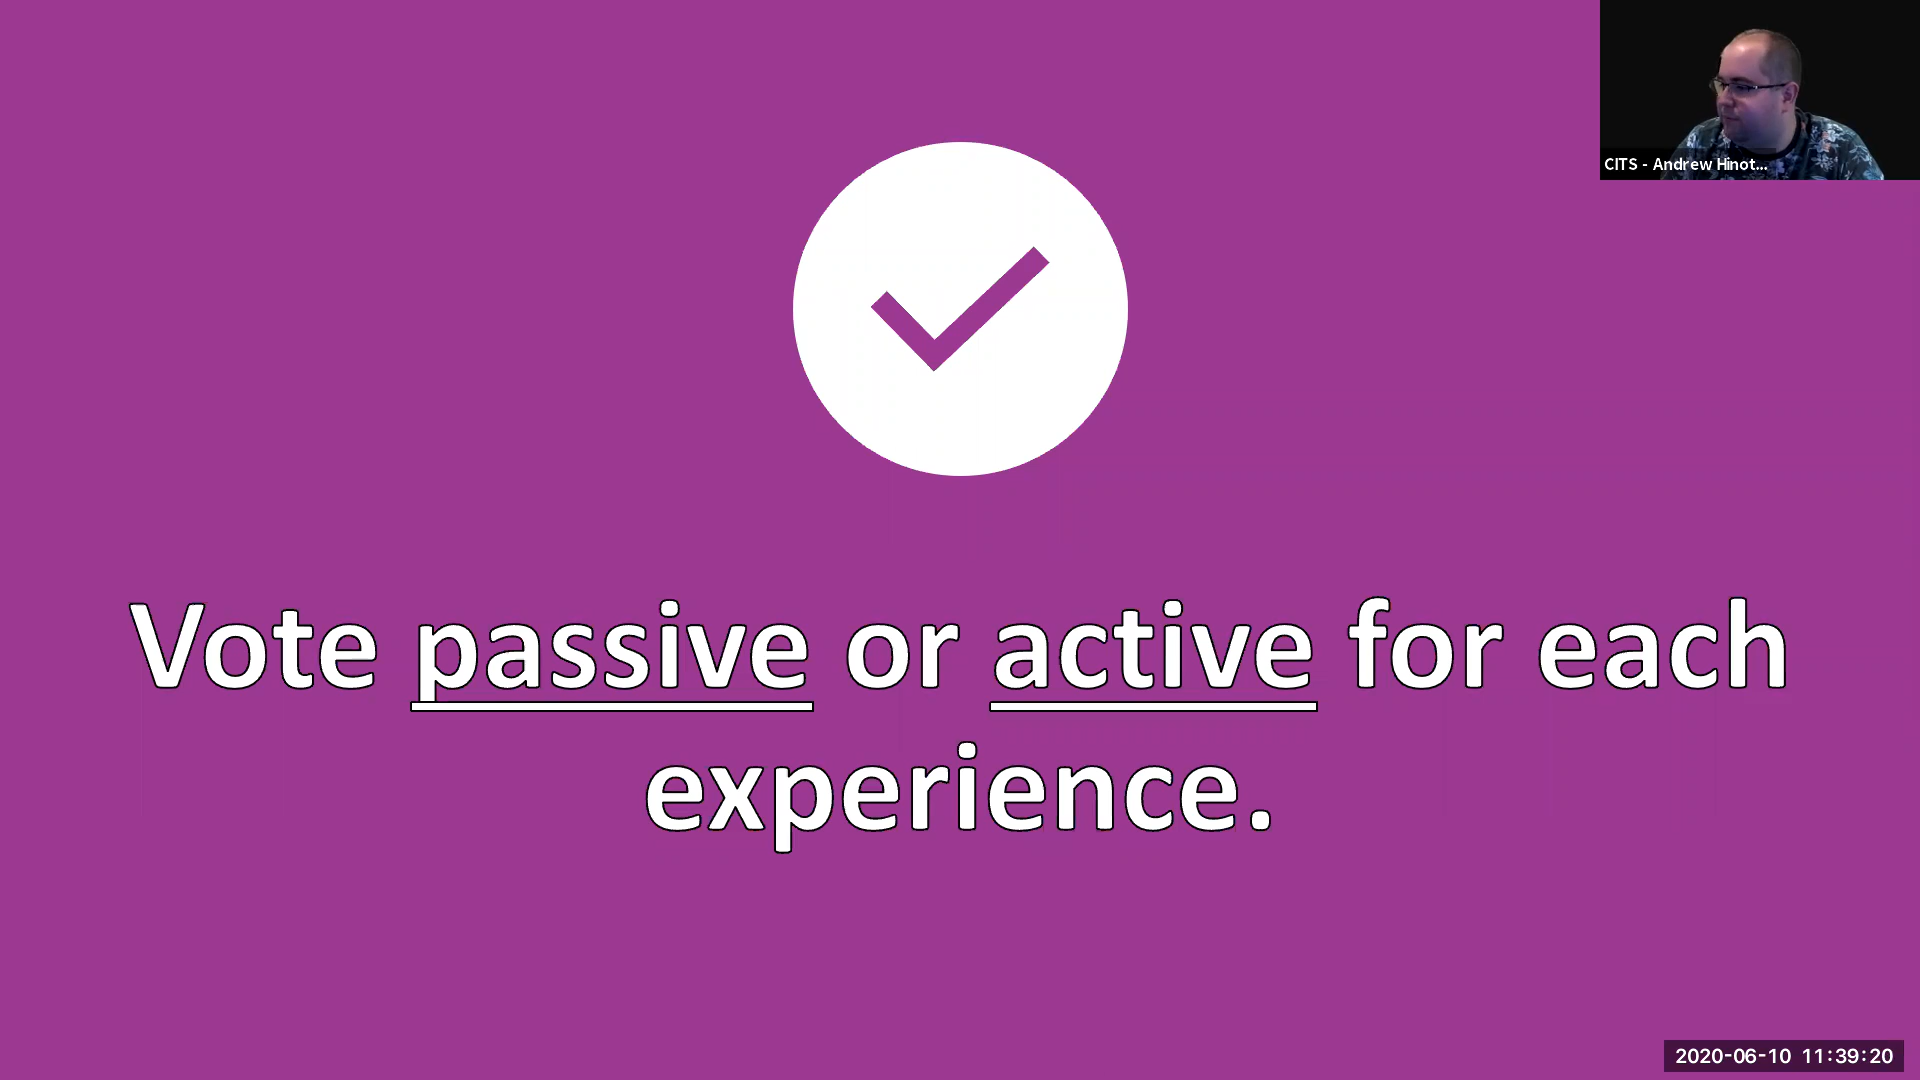 CITS - Andrew Hinot...
Vote passive or active for each
experience.
2020-06-10 11:39:20